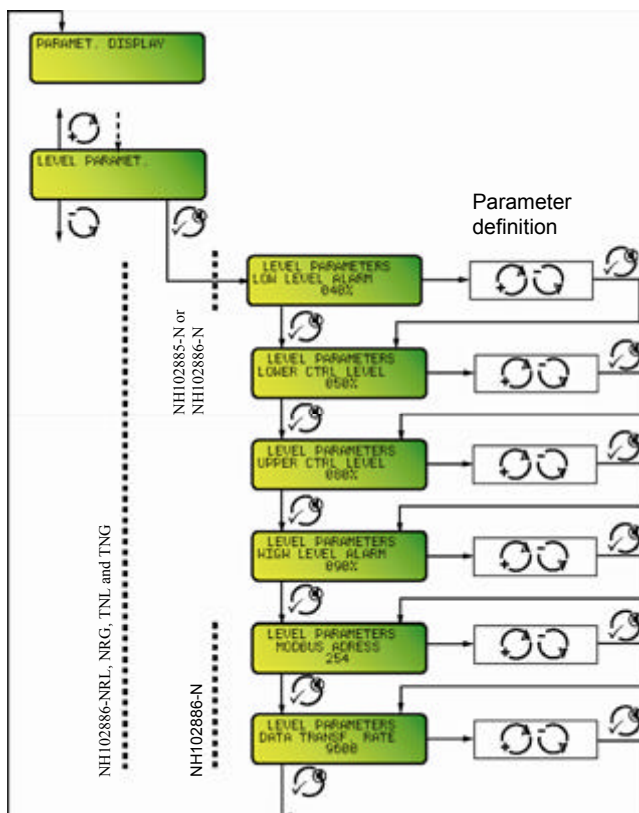 PARAMET. DISPLAY
LEVEL PARAMET.
Parameter
definition
NH102885-N or
NH102886-N
NH102886-NRL, NRG, TNL and TNG
NH102886-N
LEVEL PARAMETERS
LOW LEVEL ALARM
040%
LEVEL PARAMETERS
LOWER CTRL LEVEL
050%
LEVEL PARAMETERS
UPPER CTRL LEVEL
080%
LEVEL PARAMETERS
HIGH LEVEL ALARM
090%
LEVEL PARAMETERS
MODBUS ADRESS
254
LEVEL PARAMETERS
DATA TRANSF. RATE
9600